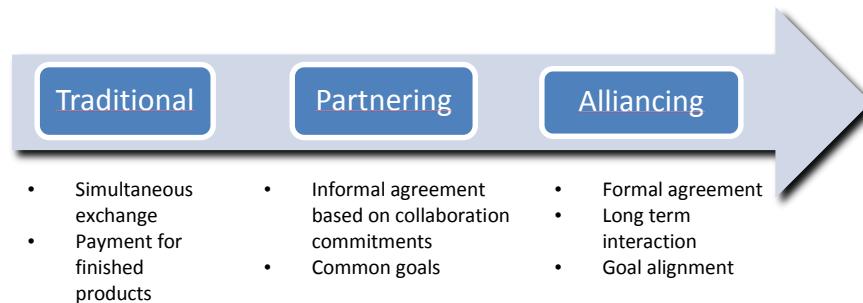 Traditional
Partnering
Alliancing
• Simultaneous
exchange
• Payment for
finished
products
• Informal agreement
based on collaboration
commitments
• Common goals
• Formal agreement
• Long term
interaction
• Goal alignment